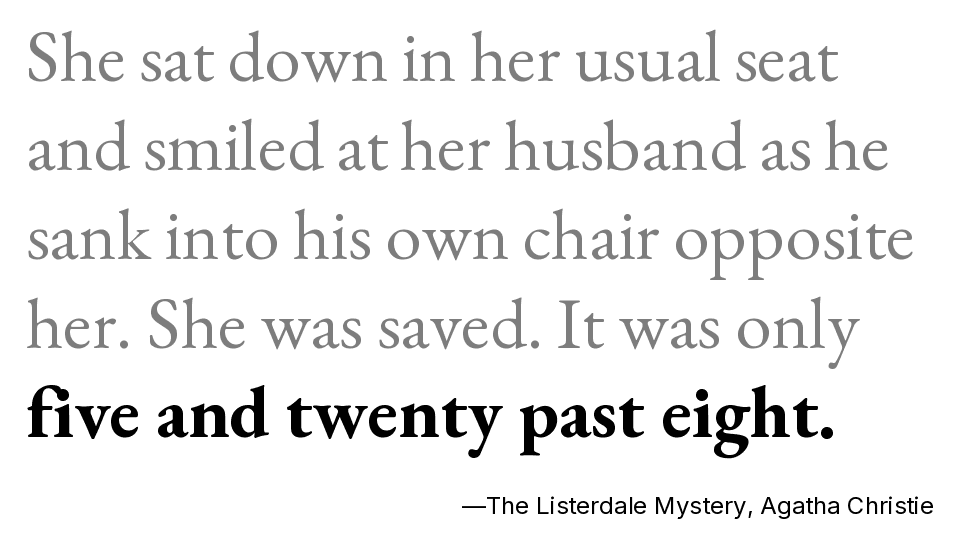 She sat down in her usual seat
and smiled at her husband as he
sank into his own chair opposite
her. She was saved. It was only
five and twenty past eight.
—The Listerdale Mystery, Agatha Christie